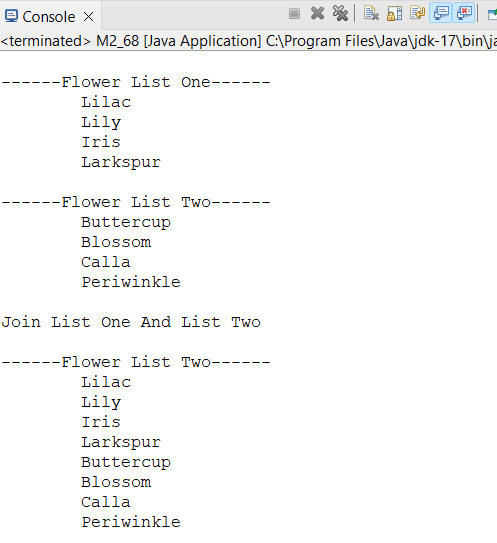 Console
<terminated> M2_68 [Java Application] C:\Program Files\Java\jdk-17\bin\ja
------Flower List One------
Lilac
Lily
Iris
Larkspur
------Flower List Two------
Buttercup
Blossom
Calla
Periwinkle
Join List One And List Two
------Flower List Two------
Lilac
Lily
Iris
Larkspur
Buttercup
Blossom
Calla
Periwinkle